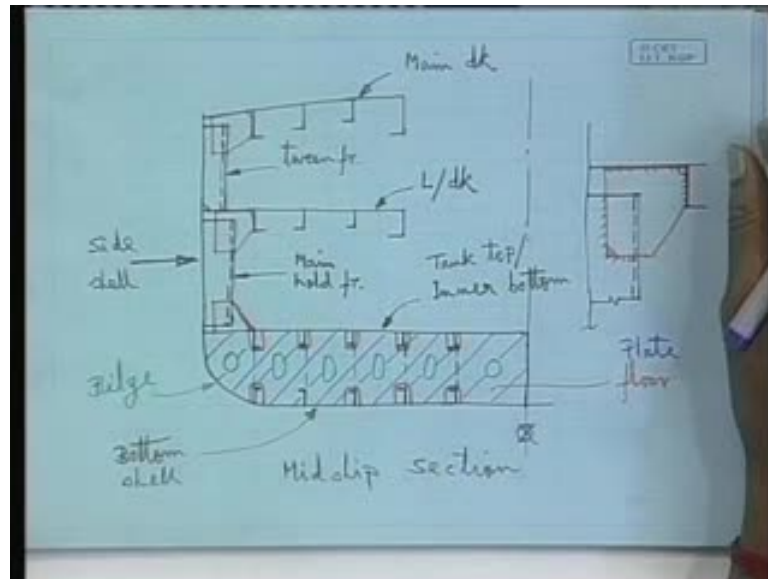 Main dk
tween fr.
L/dk
side
shell
Main
hold fr.
Tank top/
Inner bottom
Plate
floor
Bilge
Bottom
shell
Midship section